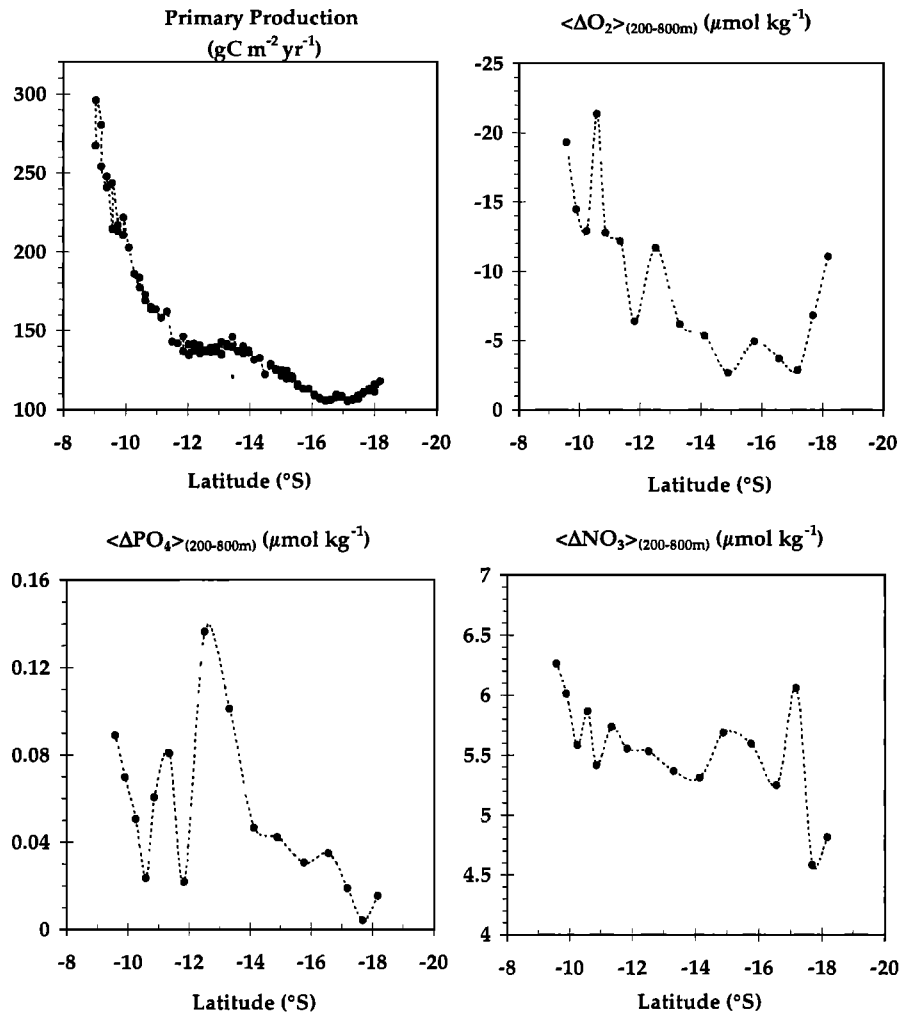 Primary Production
(gC m⁻² yr⁻¹)
300
250
200
150
100
-8 -10 -12 -14 -16 -18 -20
Latitude (°S)
<ΔO₂>(200-800m) (µmol kg⁻¹)
-25
-20
-15
-10
-5
0
-8 -10 -12 -14 -16 -18 -20
Latitude (°S)
<ΔPO₄>(200-800m) (µmol kg⁻¹)
0.16
0.12
0.08
0.04
0
-8 -10 -12 -14 -16 -18 -20
Latitude (°S)
<ΔNO₃>(200-800m) (µmol kg⁻¹)
7
6.5
6
5.5
5
4.5
4
-8 -10 -12 -14 -16 -18 -20
Latitude (°S)